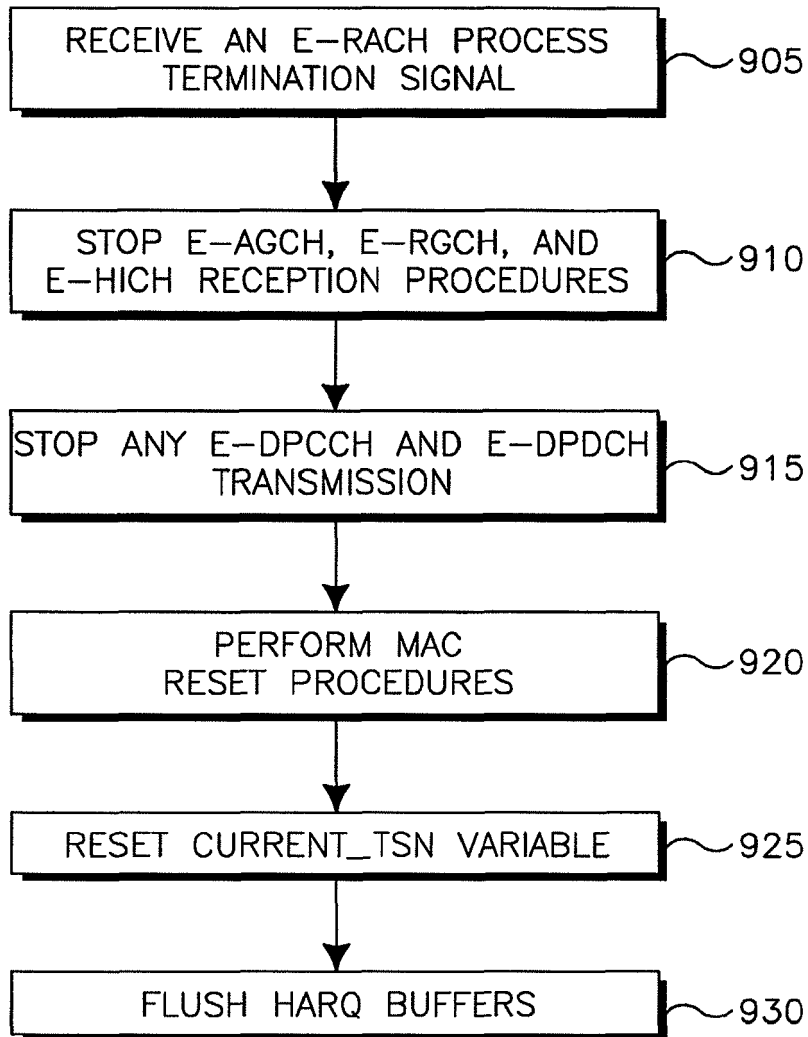 RECEIVE AN E-RACH PROCESS
TERMINATION SIGNAL
905
STOP E-AGCH, E-RGCH, AND
E-HICH RECEPTION PROCEDURES
910
STOP ANY E-DPCCH AND E-DPDCH
TRANSMISSION
915
PERFORM MAC
RESET PROCEDURES
920
RESET CURRENT_TSN VARIABLE
925
FLUSH HARQ BUFFERS
930